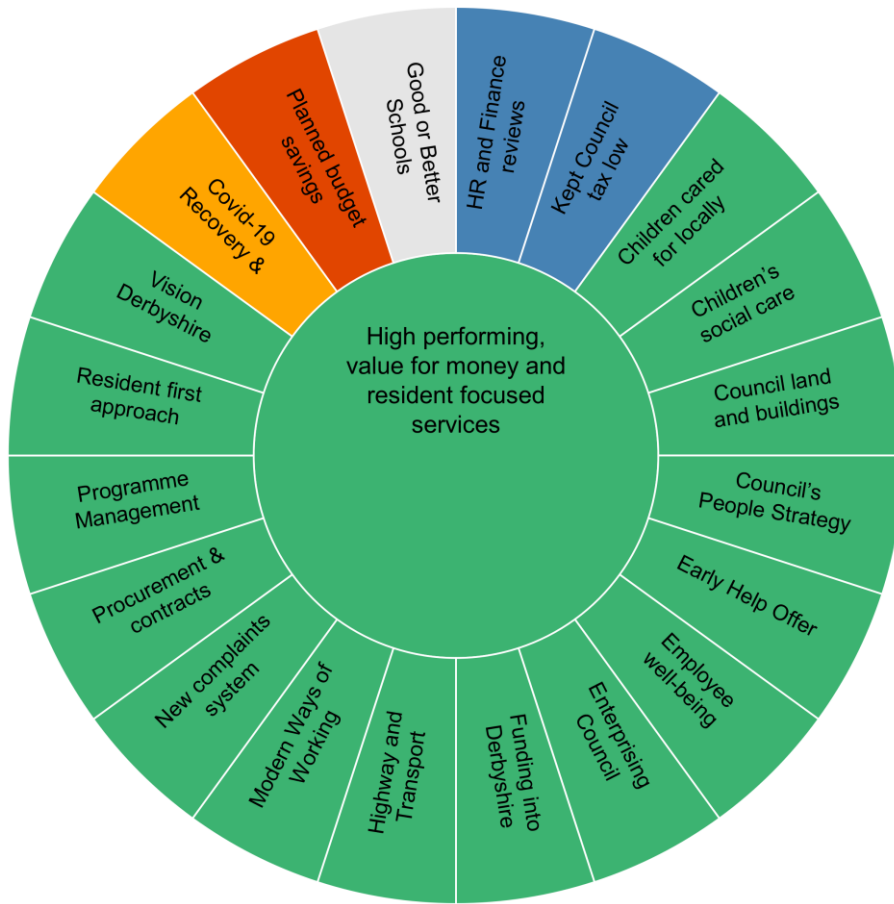 High performing,
value for money and
resident focused
services
HR and Finance
reviews
Kept Council
tax low
Children cared
for locally
Children’s
social care
Council land
and buildings
Council’s
People Strategy
Early Help Offer
Employee
well-being
Enterprising
Council
Funding into
Derbyshire
Highway and
Transport
Modern Ways of
Working
New complaints
system
Procurement &
contracts
Programme
Management
Resident first
approach
Vision
Derbyshire
Covid-19
Recovery &
Planned budget
savings
Good or Better
Schools